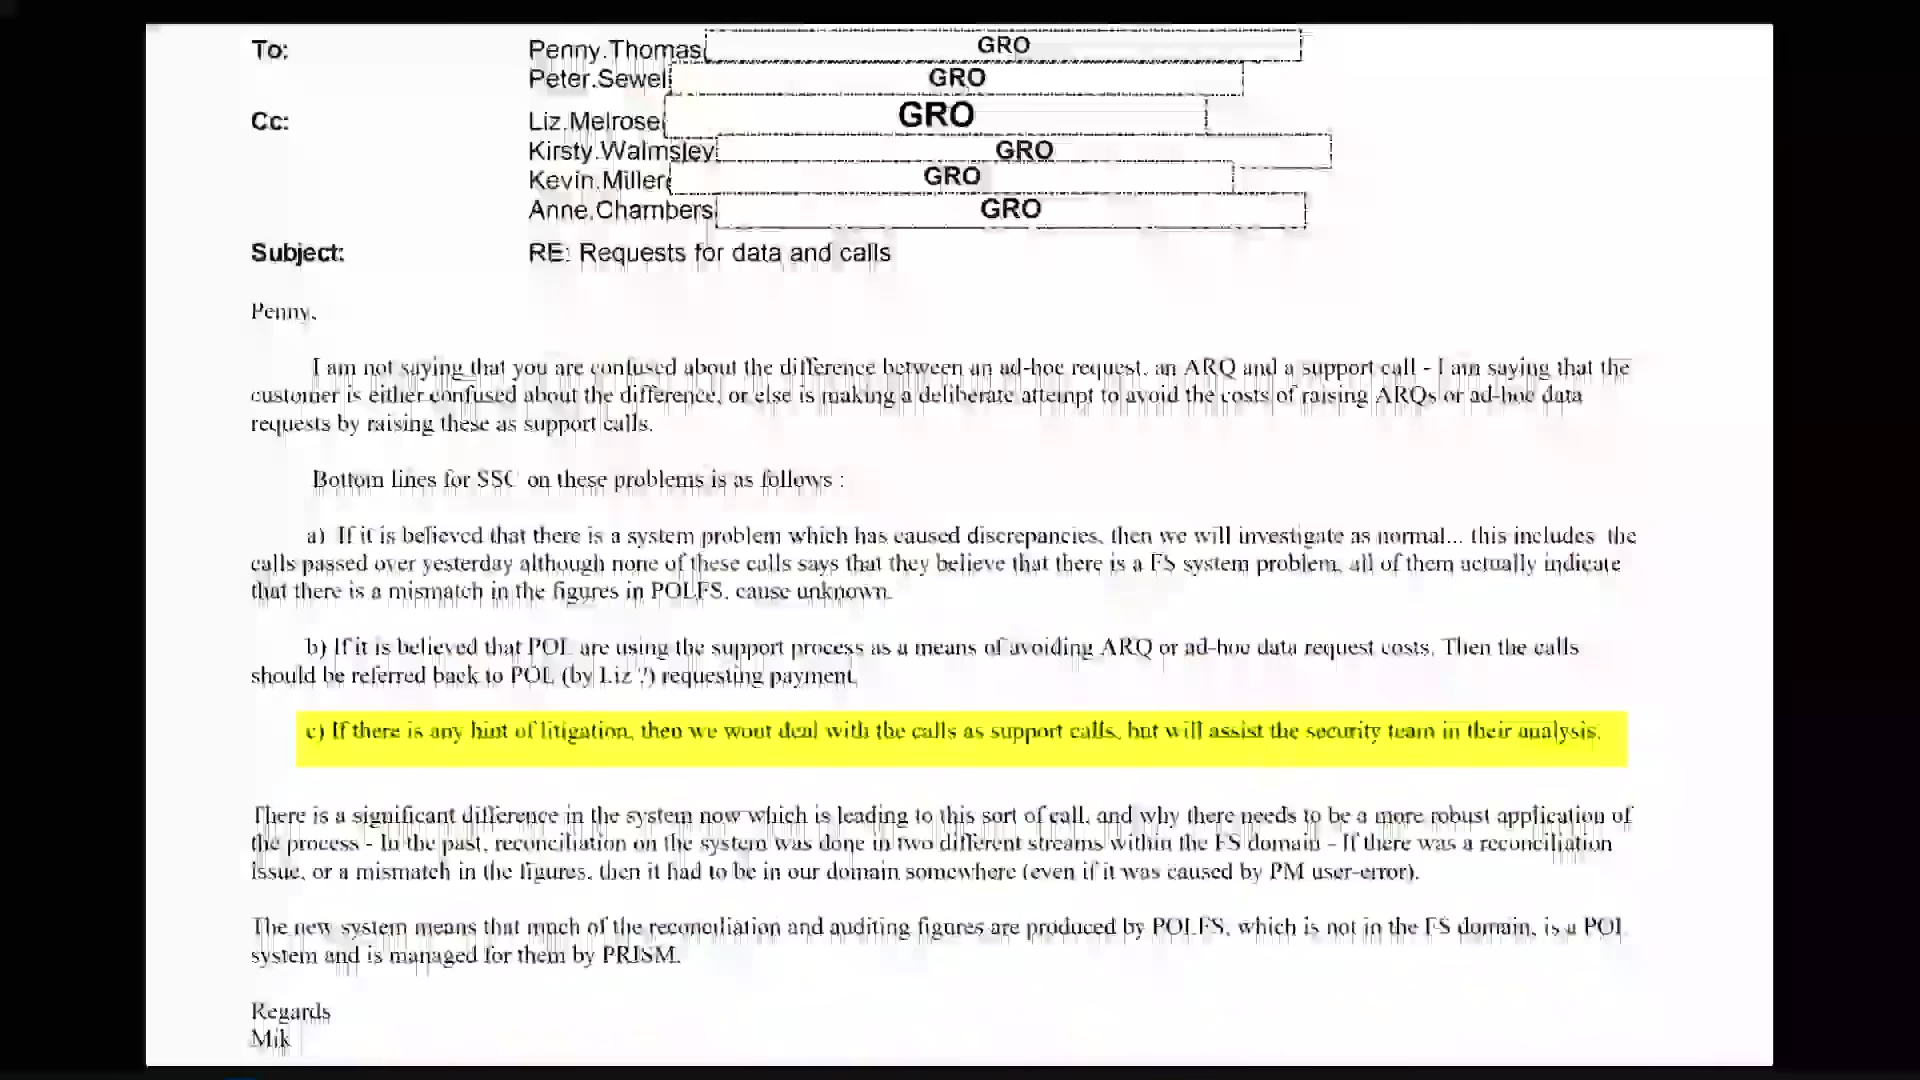 To: Penny.Thomas GRO
Peter.Sewel GRO
Cc: Liz.Melrose GRO
Kirsty.Walmsley GRO
Kevin.Miller GRO
Anne.Chambers GRO
Subject: RE: Requests for data and calls
Penny,
I am not saying that you are confused about the difference between an ad-hoc request, an ARQ and a support call - I am saying that the
customer is either confused about the difference, or else is making a deliberate attempt to avoid the costs of raising ARQs or ad-hoc data
requests by raising these as support calls.
Bottom lines for SSC on these problems is as follows :
a) If it is believed that there is a system problem which has caused discrepancies, then we will investigate as normal... this includes the
calls passed over yesterday although none of these calls says that they believe that there is a FS system problem, all of them actually indicate
that there is a mismatch in the figures in POLFS, cause unknown.
b) If it is believed that POL are using the support process as a means of avoiding ARQ or ad-hoc data request costs. Then the calls
should be referred back to POL (by Liz ?) requesting payment.
c) If there is any hint of litigation, then we wont deal with the calls as support calls, but will assist the security team in their analysis.
There is a significant difference in the system now which is leading to this sort of call, and why there needs to be a more robust application of
the process - In the past, reconciliation on the system was done in two different streams within the FS domain - If there was a reconciliation
issue, or a mismatch in the figures, then it had to be in our domain somewhere (even if it was caused by PM user-error).
The new system means that much of the reconciliation and auditing figures are produced by POLFS, which is not in the FS domain, is a POL
system and is managed for them by PRISM.
Regards
Mik